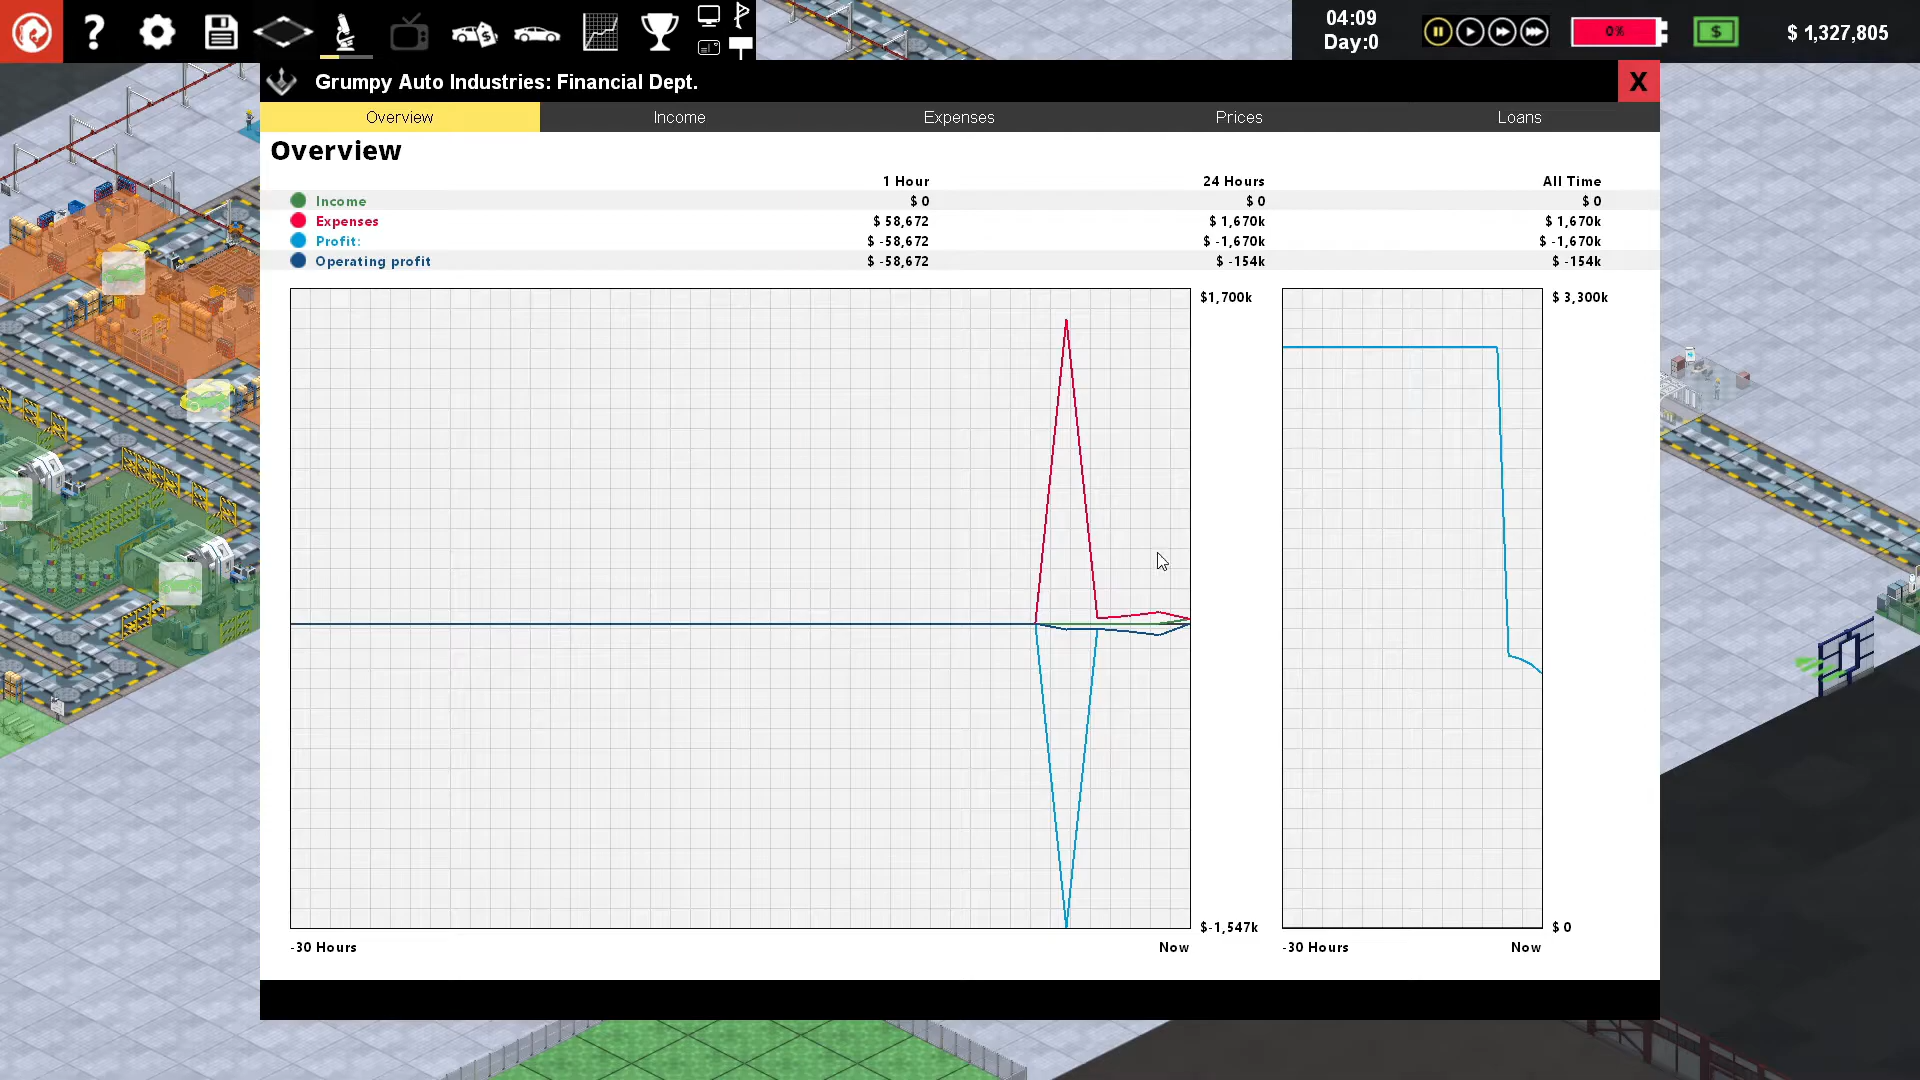 04:09
Day:0
0%
$ 1,327,805
Grumpy Auto Industries: Financial Dept.
X
Overview Income Expenses Prices Loans
Overview
1 Hour 24 Hours All Time
Income $ 0 $ 0 $ 0
Expenses $ 58,672 $ 1,670k $ 1,670k
Profit: $ -58,672 $ -1,670k $ -1,670k
Operating profit $ -58,672 $ -154k $ -154k
$1,700k $ 3,300k
$-1,547k $ 0
-30 Hours Now -30 Hours Now